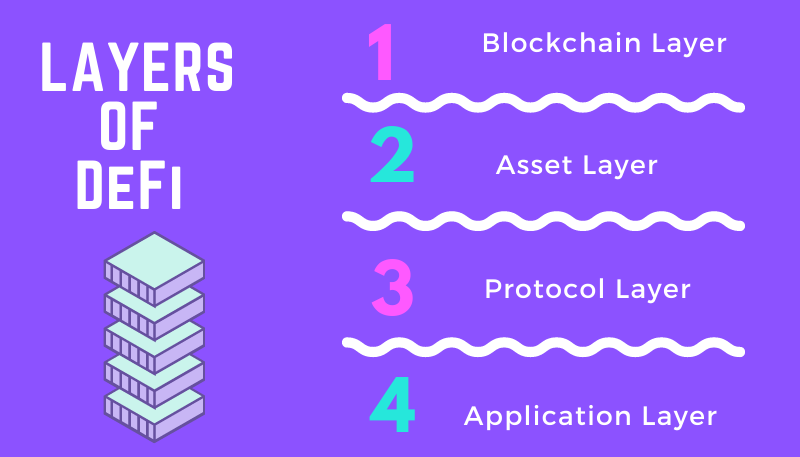 LAYERS
OF
DEFI
1
Blockchain Layer
2
Asset Layer
3
Protocol Layer
4
Application Layer